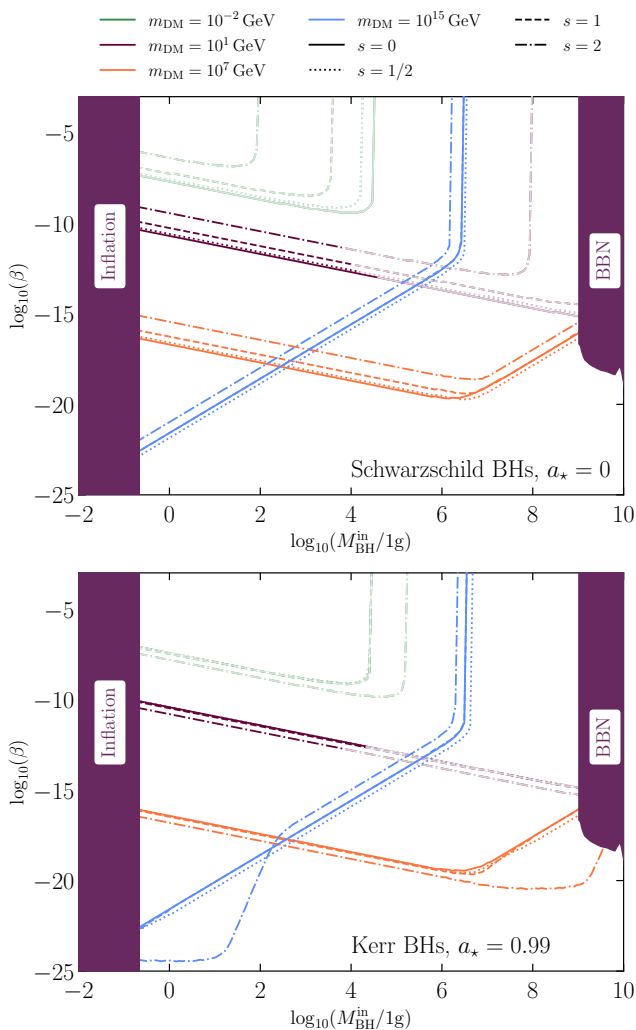 m_DM = 10^−2 GeV m_DM = 10^15 GeV s = 1
m_DM = 10^1 GeV s = 0 s = 2
m_DM = 10^7 GeV s = 1/2
−5
−10
−15
−20
−25
log10(β)
Inflation
BBN
Schwarzschild BHs, a⋆ = 0
−2 0 2 4 6 8 10
log10(M_BH^in/1g)
−5
−10
−15
−20
−25
log10(β)
Inflation
BBN
Kerr BHs, a⋆ = 0.99
−2 0 2 4 6 8 10
log10(M_BH^in/1g)